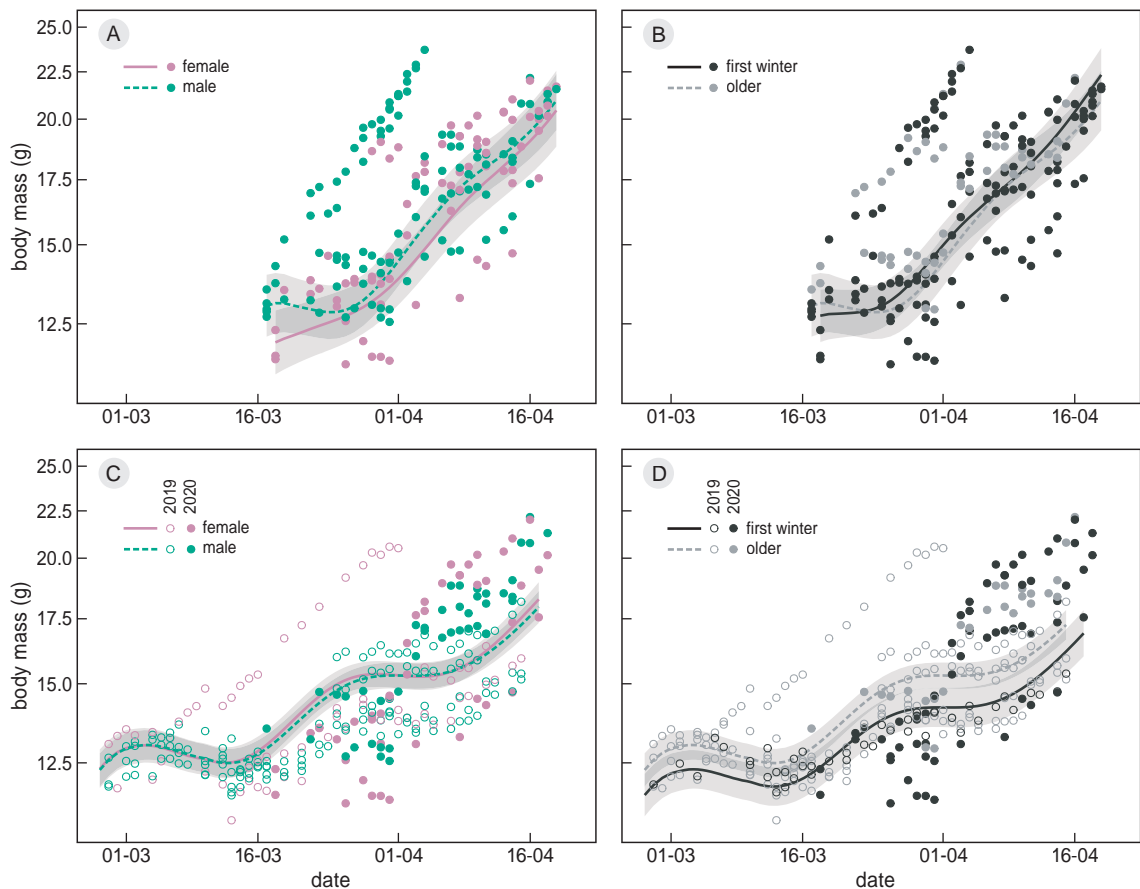 A
25.0
22.5
20.0
17.5
15.0
12.5
body mass (g)
female
male
01-03
16-03
01-04
16-04
B
first winter
older
01-03
16-03
01-04
16-04
C
25.0
22.5
20.0
17.5
15.0
12.5
body mass (g)
2019
2020
female
male
01-03
16-03
01-04
16-04
date
D
2019
2020
first winter
older
01-03
16-03
01-04
16-04
date